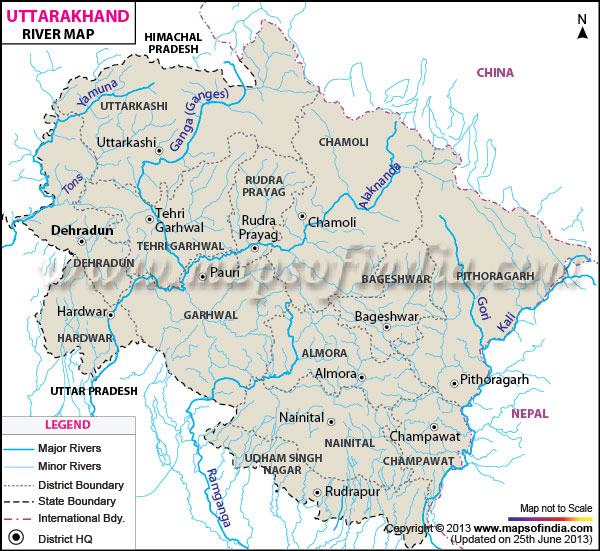 UTTARAKHAND
RIVER MAP
HIMACHAL
PRADESH
N
CHINA
Yamuna
UTTARKASHI
Ganga (Ganges)
Uttarkashi
CHAMOLI
Tons
RUDRA
PRAYAG
Alaknanda
Tehri
Garhwal
Rudra
Prayag
Chamoli
Dehradun
TEHRI GARHWAL
DEHRADUN
www.mapsofindia.com
Pauri
BAGESHWAR
PITHORAGARH
Hardwar
GARHWAL
Bageshwar
Gori
Kali
HARDWAR
ALMORA
Almora
Pithoragarh
UTTAR PRADESH
NEPAL
Nainital
Champawat
NAINITAL
CHAMPAWAT
UDHAM SINGH
NAGAR
Ramganga
Rudrapur
LEGEND
Major Rivers
Minor Rivers
District Boundary
State Boundary
International Bdy.
District HQ
Map not to Scale
Copyright © 2013 www.mapsofindia.com
(Updated on 25th June 2013)